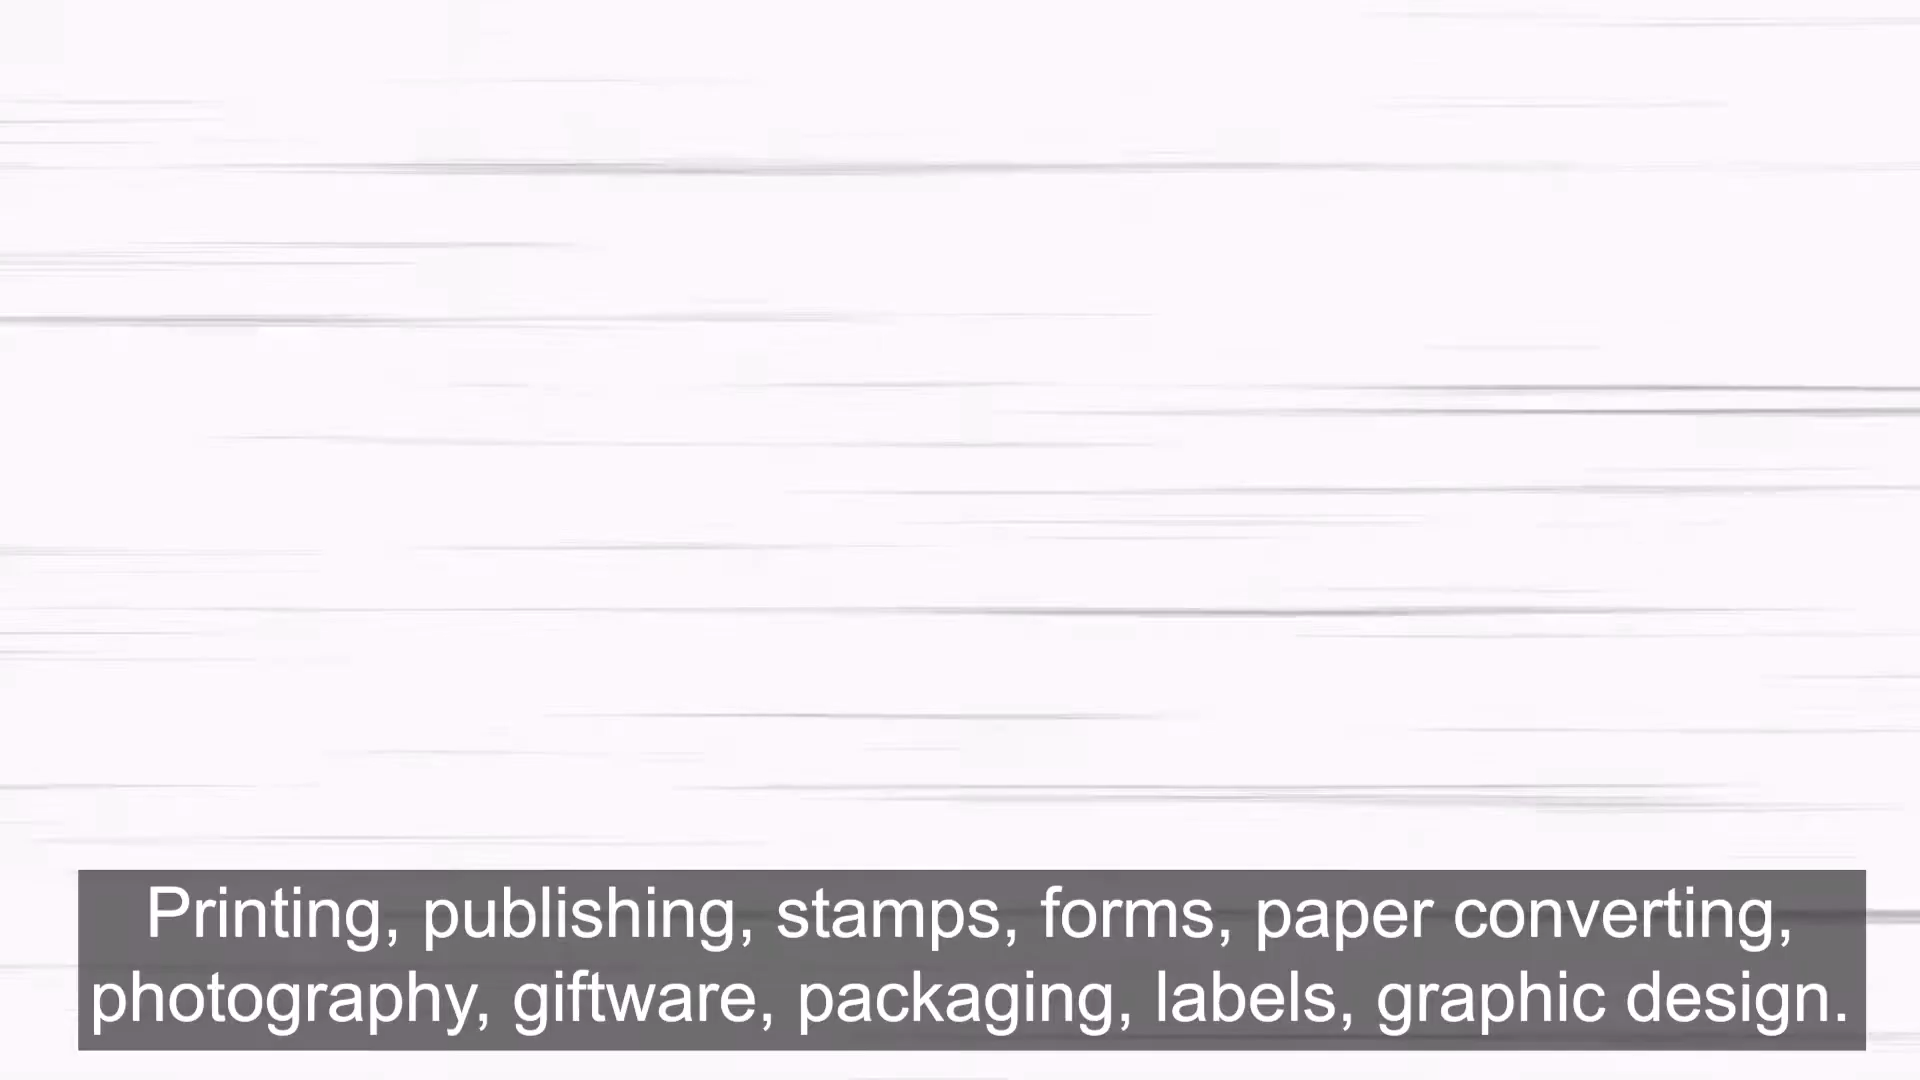 Printing, publishing, stamps, forms, paper converting,
photography, giftware, packaging, labels, graphic design.